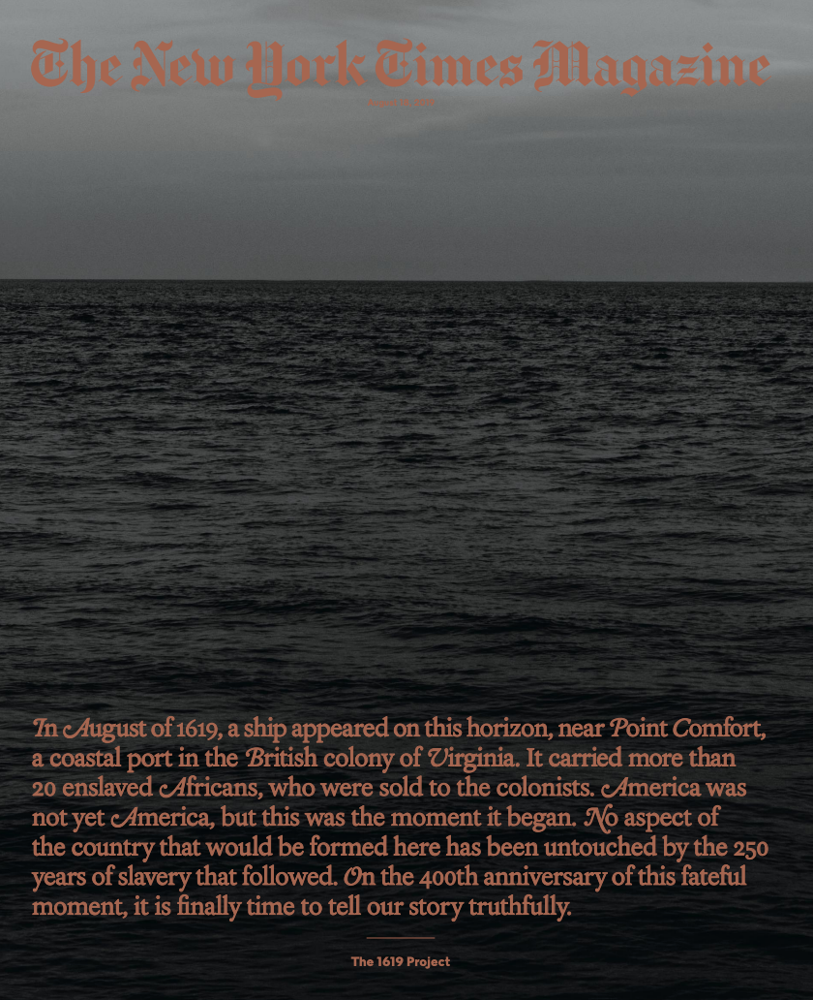 The New York Times Magazine
In August of 1619, a ship appeared on this horizon, near Point Comfort,
a coastal port in the British colony of Virginia. It carried more than
20 enslaved Africans, who were sold to the colonists. America was
not yet America, but this was the moment it began. No aspect of
the country that would be formed here has been untouched by the 250
years of slavery that followed. On the 400th anniversary of this fateful
moment, it is finally time to tell our story truthfully.
The 1619 Project